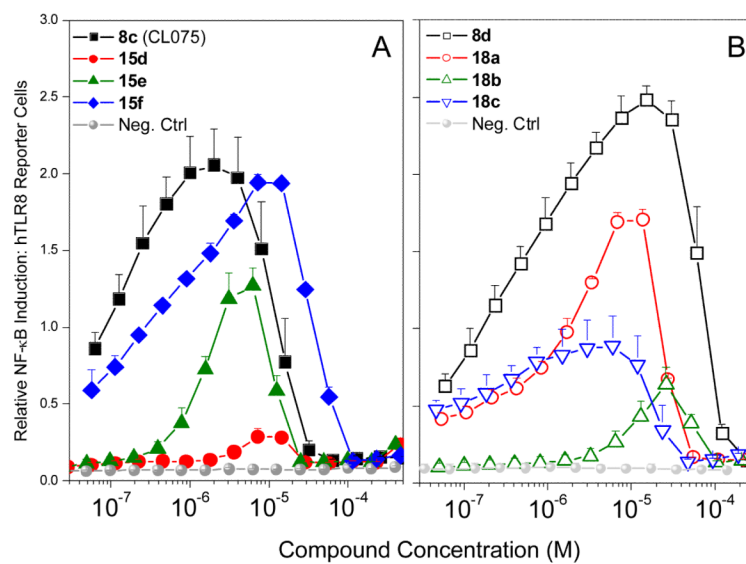 Relative NF-κB Induction: hTLR8 Reporter Cells
3.0
2.5
2.0
1.5
1.0
0.5
0.0
A
8c (CL075)
15d
15e
15f
Neg. Ctrl
10⁻⁷
10⁻⁶
10⁻⁵
10⁻⁴
B
8d
18a
18b
18c
Neg. Ctrl
10⁻⁷
10⁻⁶
10⁻⁵
10⁻⁴
Compound Concentration (M)